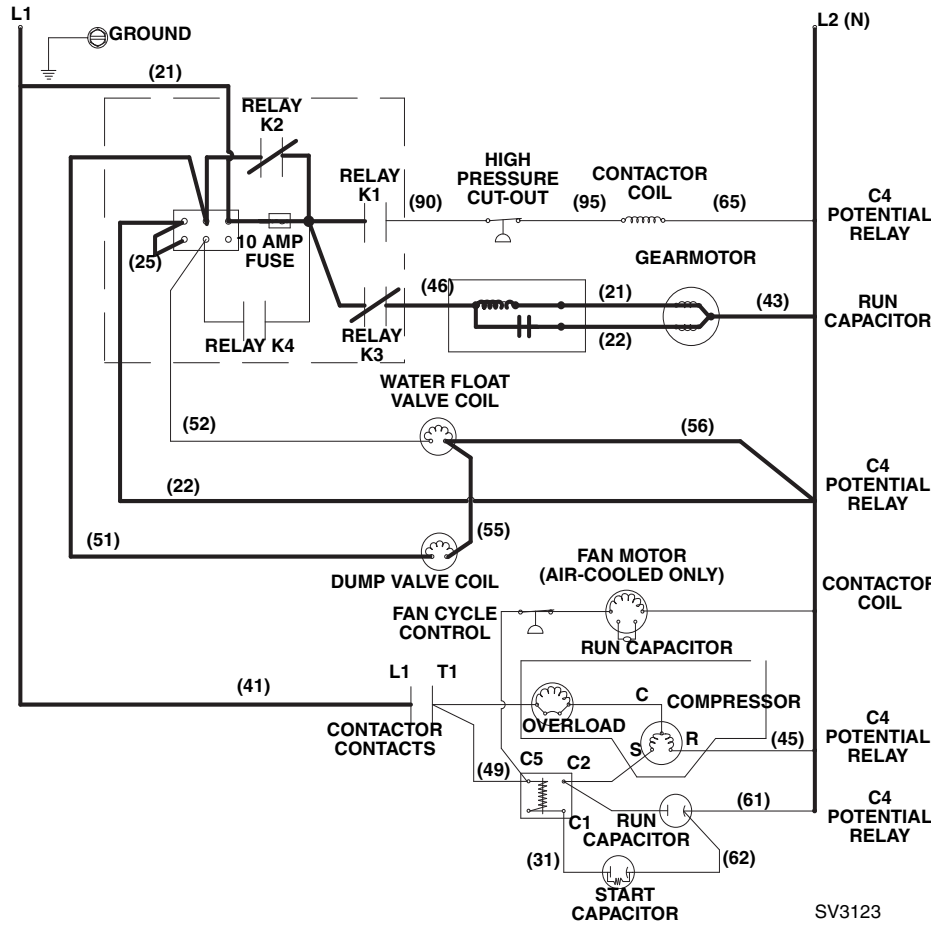 L1
L2 (N)
GROUND
(21)
RELAY
K2
HIGH
PRESSURE
CUT-OUT
CONTACTOR
COIL
RELAY
K1
(90)
(95)
(65)
C4
POTENTIAL
RELAY
10 AMP
FUSE
(25)
GEARMOTOR
(46)
(21)
(43)
RUN
CAPACITOR
(22)
RELAY K4
RELAY
K3
WATER FLOAT
VALVE COIL
(52)
(56)
C4
POTENTIAL
RELAY
(22)
(51)
(55)
DUMP VALVE COIL
FAN MOTOR
(AIR-COOLED ONLY)
CONTACTOR
COIL
FAN CYCLE
CONTROL
RUN CAPACITOR
L1
T1
(41)
C
COMPRESSOR
OVERLOAD
CONTACTOR
CONTACTS
S
R
(45)
C4
POTENTIAL
RELAY
(49)
C5
C2
C1
RUN
CAPACITOR
(61)
C4
POTENTIAL
RELAY
(31)
(62)
START
CAPACITOR
SV3123